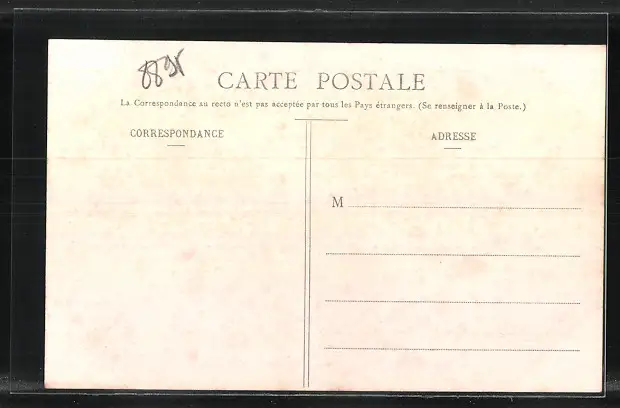 CARTE POSTALE
La Correspondance au recto n'est pas acceptée par tous les Pays étrangers. (Se renseigner à la Poste.)
CORRESPONDANCE
ADRESSE
M